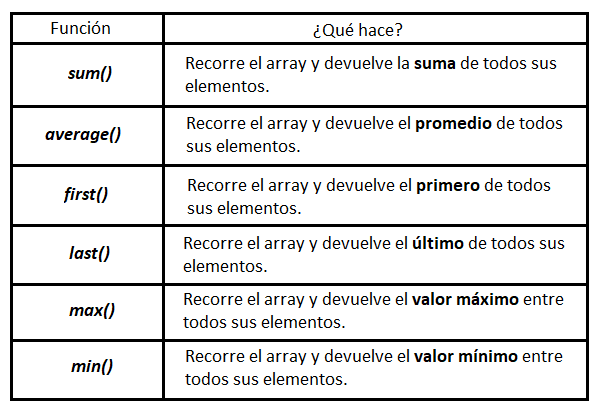 Función
¿Qué hace?
sum()
Recorre el array y devuelve la suma de todos sus
elementos.
average()
Recorre el array y devuelve el promedio de todos
sus elementos.
first()
Recorre el array y devuelve el primero de todos
sus elementos.
last()
Recorre el array y devuelve el último de todos sus
elementos.
max()
Recorre el array y devuelve el valor máximo entre
todos sus elementos.
min()
Recorre el array y devuelve el valor mínimo entre
todos sus elementos.